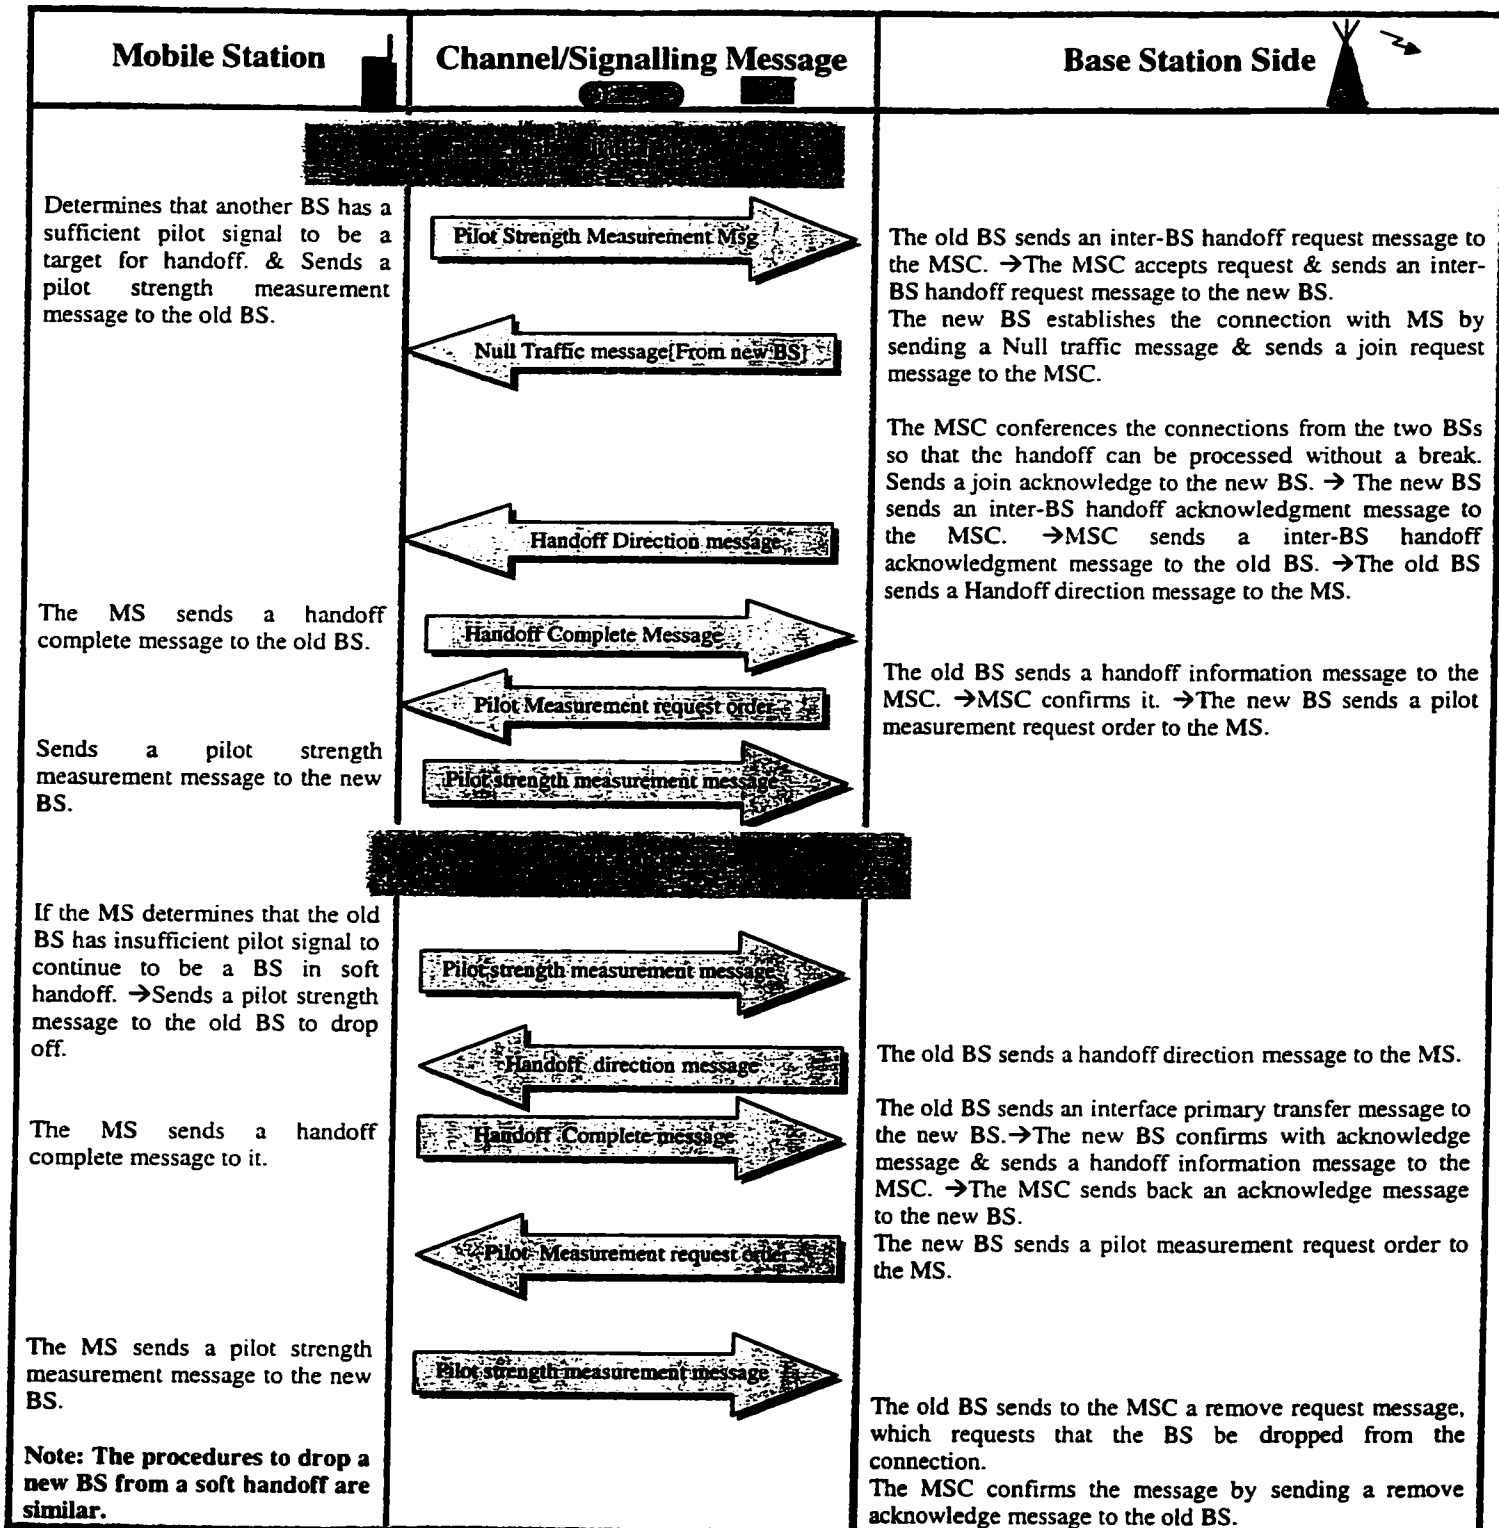 Mobile Station
Channel/Signalling Message
Base Station Side
Determines that another BS has a
sufficient pilot signal to be a
target for handoff. & Sends a
pilot strength measurement
message to the old BS.
Pilot Strength Measurement Msg
The old BS sends an inter-BS handoff request message to
the MSC. →The MSC accepts request & sends an inter-
BS handoff request message to the new BS.
The new BS establishes the connection with MS by
sending a Null traffic message & sends a join request
message to the MSC.
Null Traffic message[From new BS]
The MSC conferences the connections from the two BSs
so that the handoff can be processed without a break.
Sends a join acknowledge to the new BS. → The new BS
sends an inter-BS handoff acknowledgment message to
the MSC. →MSC sends a inter-BS handoff
acknowledgment message to the old BS. →The old BS
sends a Handoff direction message to the MS.
Handoff Direction message
The MS sends a handoff
complete message to the old BS.
Handoff Complete Message
The old BS sends a handoff information message to the
MSC. →MSC confirms it. →The new BS sends a pilot
measurement request order to the MS.
Pilot Measurement request order
Sends a pilot strength
measurement message to the new
BS.
Pilot strength measurement message
If the MS determines that the old
BS has insufficient pilot signal to
continue to be a BS in soft
handoff. →Sends a pilot strength
message to the old BS to drop
off.
Pilot strength measurement message
Handoff direction message
The old BS sends a handoff direction message to the MS.
The MS sends a handoff
complete message to it.
Handoff Complete message
The old BS sends an interface primary transfer message to
the new BS.→The new BS confirms with acknowledge
message & sends a handoff information message to the
MSC. →The MSC sends back an acknowledge message
to the new BS.
The new BS sends a pilot measurement request order to
the MS.
Pilot Measurement request order
The MS sends a pilot strength
measurement message to the new
BS.
Pilot strength measurement message
Note: The procedures to drop a
new BS from a soft handoff are
similar.
The old BS sends to the MSC a remove request message,
which requests that the BS be dropped from the
connection.
The MSC confirms the message by sending a remove
acknowledge message to the old BS.